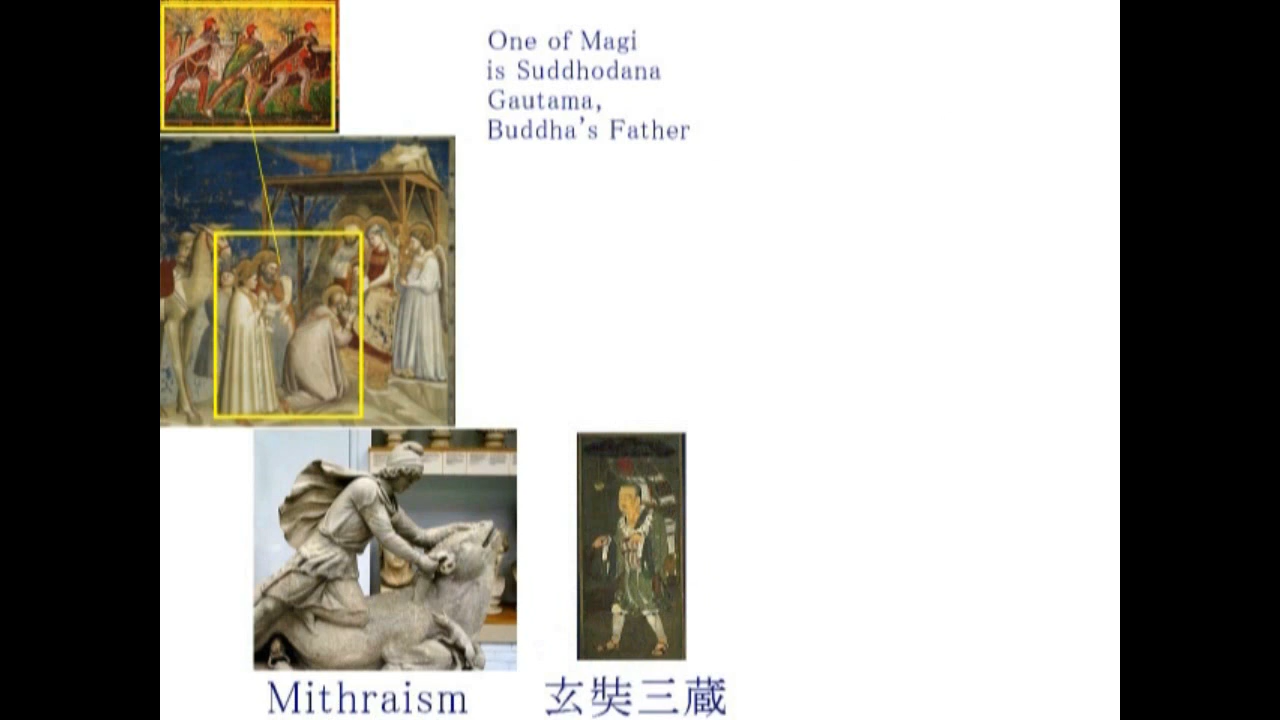 One of Magi
is Suddhodana
Gautama,
Buddha's Father
Mithraism
玄奘三蔵